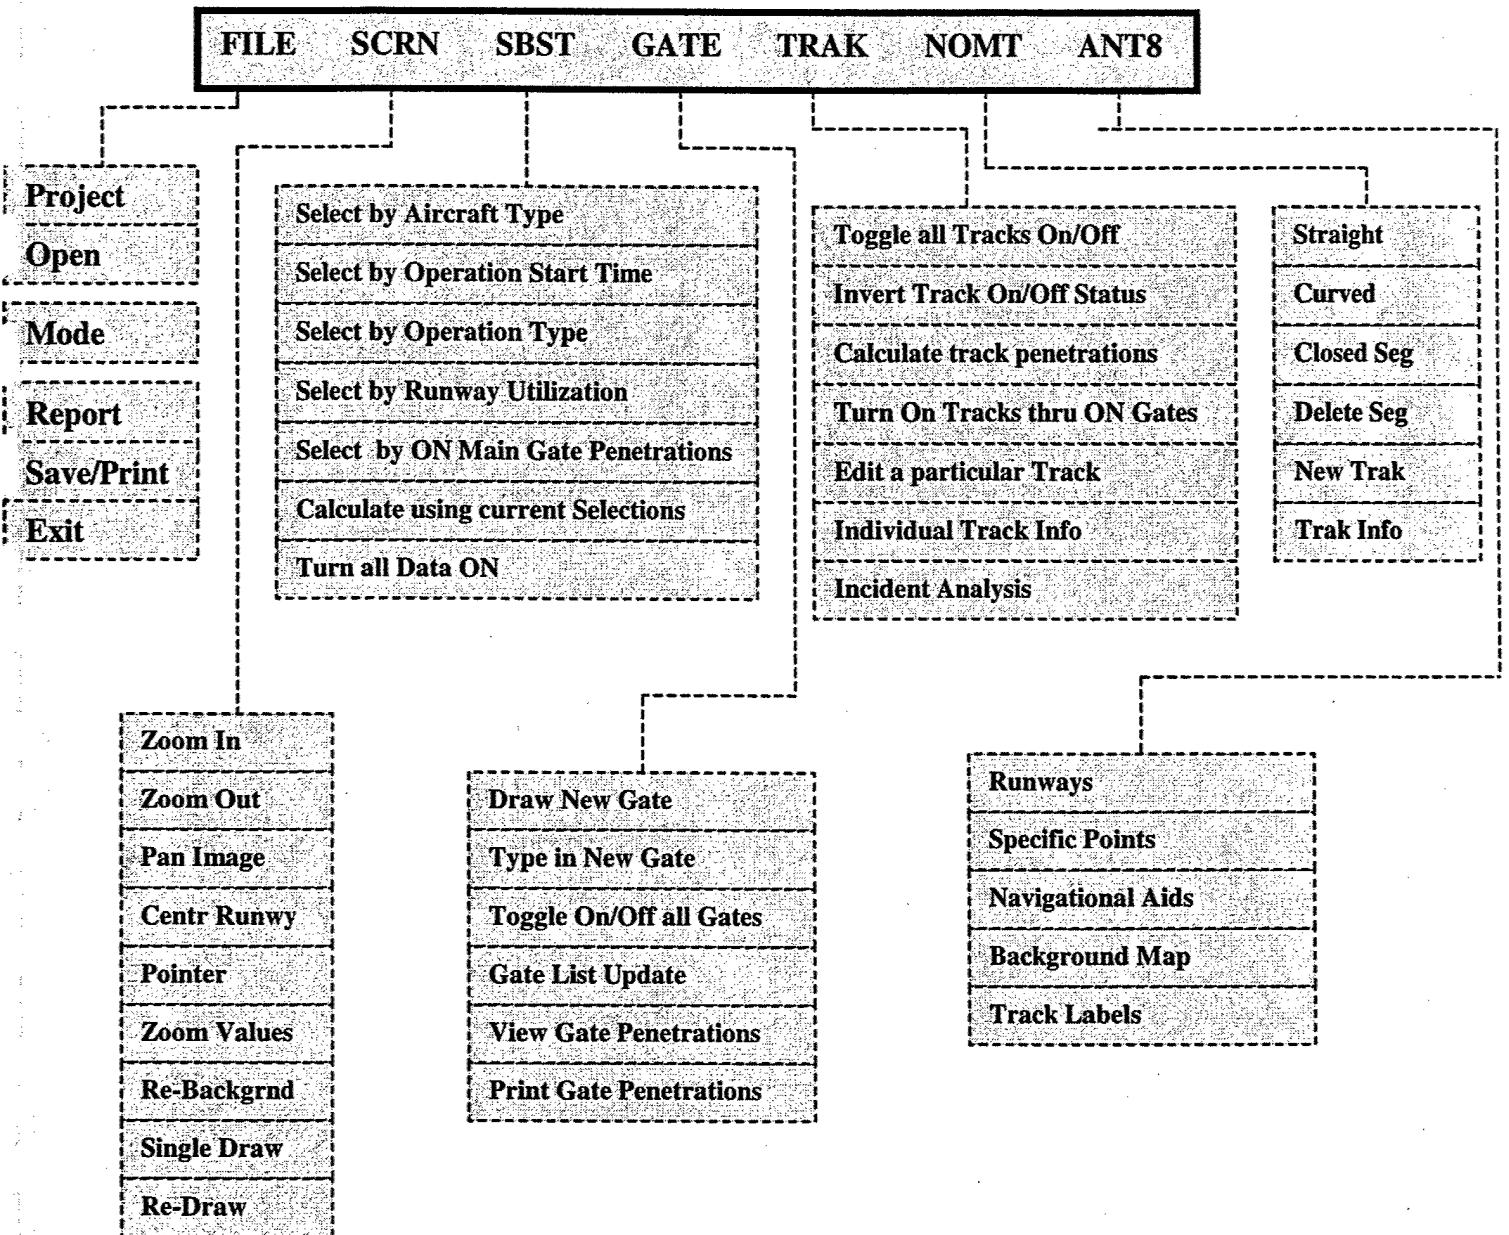 FILE SCRN SBST GATE TRAK NOMT ANT8
Project
Open
Mode
Report
Save/Print
Exit
Select by Aircraft Type
Select by Operation Start Time
Select by Operation Type
Select by Runway Utilization
Select by ON Main Gate Penetrations
Calculate using current Selections
Turn all Data ON
Toggle all Tracks On/Off
Invert Track On/Off Status
Calculate track penetrations
Turn On Tracks thru ON Gates
Edit a particular Track
Individual Track Info
Incident Analysis
Straight
Curved
Closed Seg
Delete Seg
New Trak
Trak Info
Zoom In
Zoom Out
Pan Image
Centr Runwy
Pointer
Zoom Values
Re-Backgrnd
Single Draw
Re-Draw
Draw New Gate
Type in New Gate
Toggle On/Off all Gates
Gate List Update
View Gate Penetrations
Print Gate Penetrations
Runways
Specific Points
Navigational Aids
Background Map
Track Labels